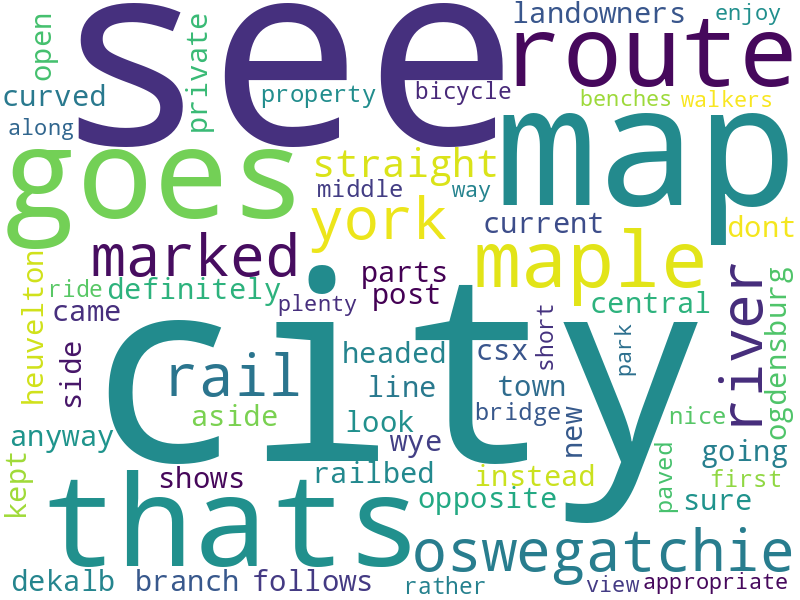 see
landowners
enjoy
open
private
route
curved
property
bicycle
benches
walkers
along
goes
straight
map
middle
way
york
current
dont
marked
maple
parts
post
definitely
ride
plenty
central
heuvelton
came
side
city
rail
headed
csx
short
park
river
ogdensburg
line
town
aside
look
bridge
new
nice
anyway
wye
going
kept
shows
railbed
instead
paved
first
thats
opposite
sure
oswegatchie
dekalb
branch
follows
rather
view
appropriate